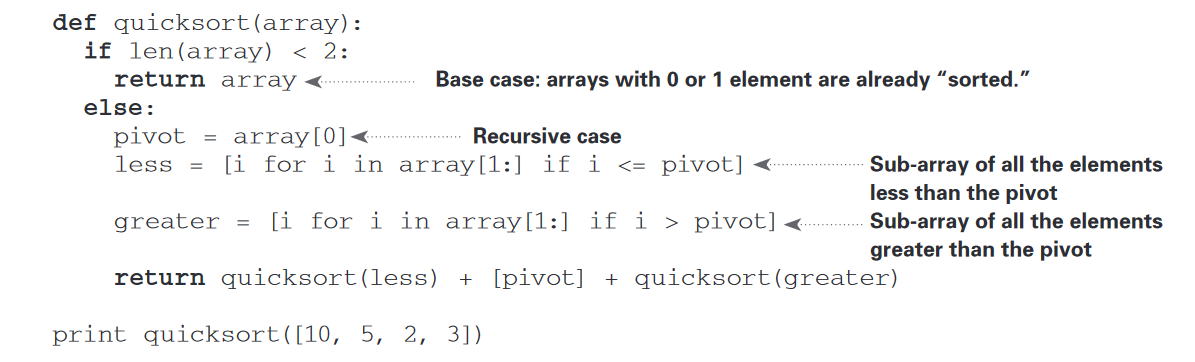 def quicksort(array):
if len(array) < 2:
return array Base case: arrays with 0 or 1 element are already “sorted.”
else:
pivot = array[0] Recursive case
less = [i for i in array[1:] if i <= pivot] Sub-array of all the elements
less than the pivot
greater = [i for i in array[1:] if i > pivot] Sub-array of all the elements
greater than the pivot
return quicksort(less) + [pivot] + quicksort(greater)
print quicksort([10, 5, 2, 3])